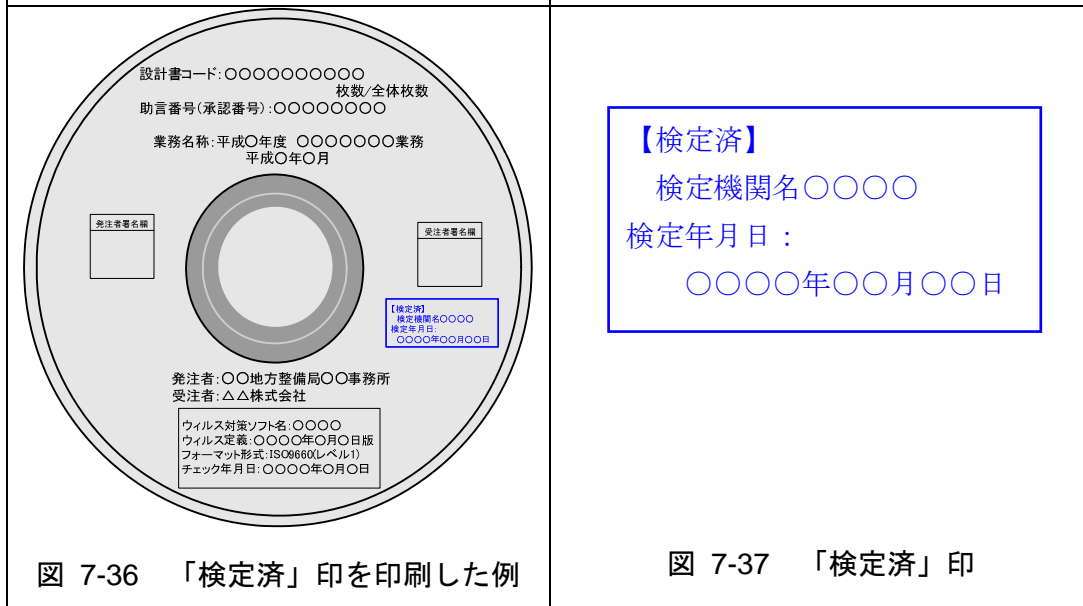 設計書コード:○○○○○○○○○○
枚数/全体枚数
助言番号(承認番号):○○○○○○○○
業務名称:平成○年度 ○○○○○○○業務
平成○年○月
発注者署名欄
受注者署名欄
【検定済】
検定機関名○○○○
検定年月日:
○○○○年○○月○○日
発注者:○○地方整備局○○事務所
受注者:△△株式会社
ウィルス対策ソフト名:○○○○
ウィルス定義:○○○○年○月○日版
フォーマット形式:ISO9660(レベル1)
チェック年月日:○○○○年○月○日
図 7-36 「検定済」印を印刷した例
【検定済】
検定機関名○○○○
検定年月日:
○○○○年○○月○○日
図 7-37 「検定済」印